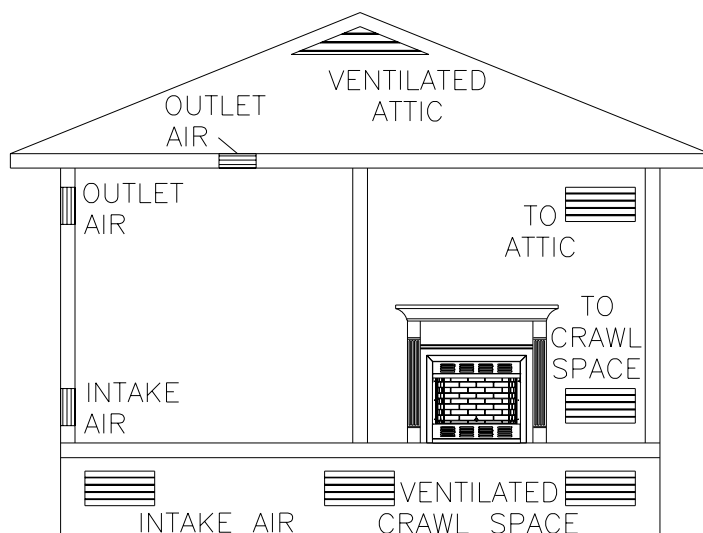 VENTILATED
ATTIC
OUTLET
AIR
OUTLET
AIR
TO
ATTIC
TO
CRAWL
SPACE
INTAKE
AIR
INTAKE AIR
VENTILATED
CRAWL SPACE